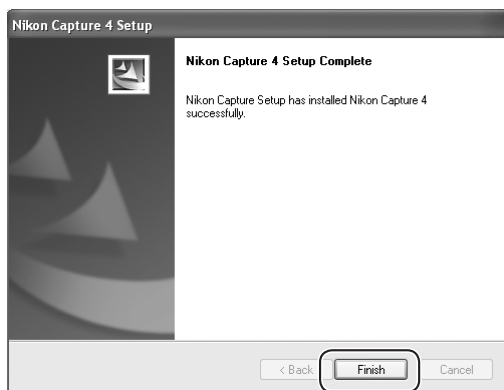 Nikon Capture 4 Setup
Nikon Capture 4 Setup Complete
Nikon Capture Setup has installed Nikon Capture 4
successfully.
< Back
Finish
Cancel